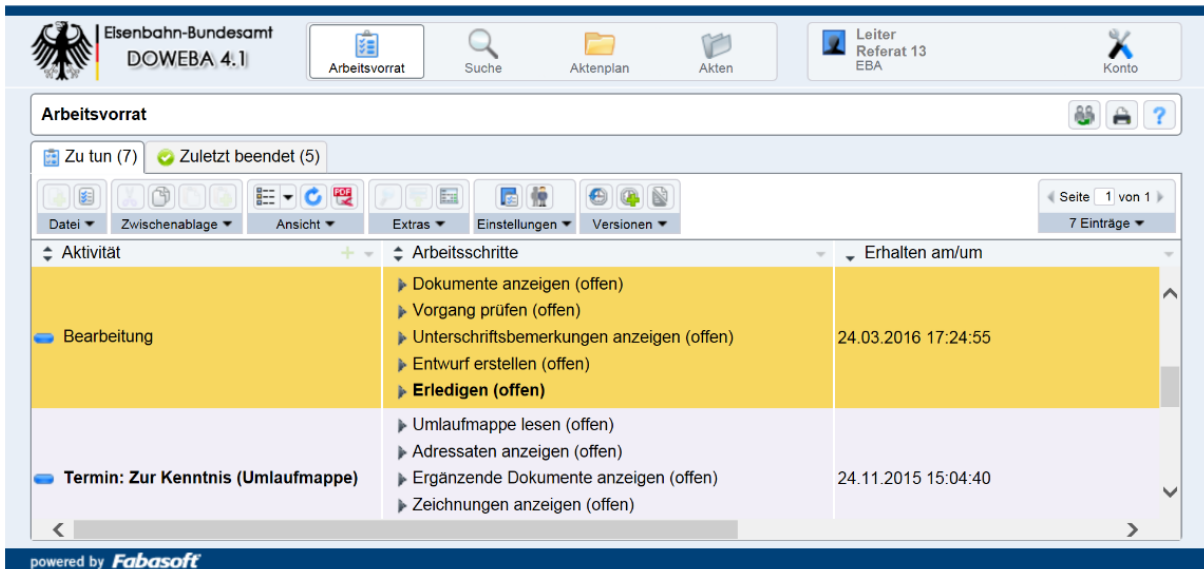 Eisenbahn-Bundesamt
DOWEBA 4.1
Arbeitsvorrat
Suche
Aktenplan
Akten
Leiter
Referat 13
EBA
Konto
Arbeitsvorrat
?
Zu tun (7)
Zuletzt beendet (5)
PDF
Seite 1 von 1
Datei
Zwischenablage
Ansicht
Extras
Einstellungen
Versionen
7 Einträge
Aktivität
Arbeitsschritte
Erhalten am/um
Dokumente anzeigen (offen)
Vorgang prüfen (offen)
Bearbeitung
Unterschriftsbemerkungen anzeigen (offen)
24.03.2016 17:24:55
Entwurf erstellen (offen)
Erledigen (offen)
Umlaufmappe lesen (offen)
Adressaten anzeigen (offen)
Termin: Zur Kenntnis (Umlaufmappe)
Ergänzende Dokumente anzeigen (offen)
24.11.2015 15:04:40
Zeichnungen anzeigen (offen)
powered by Fabasoft